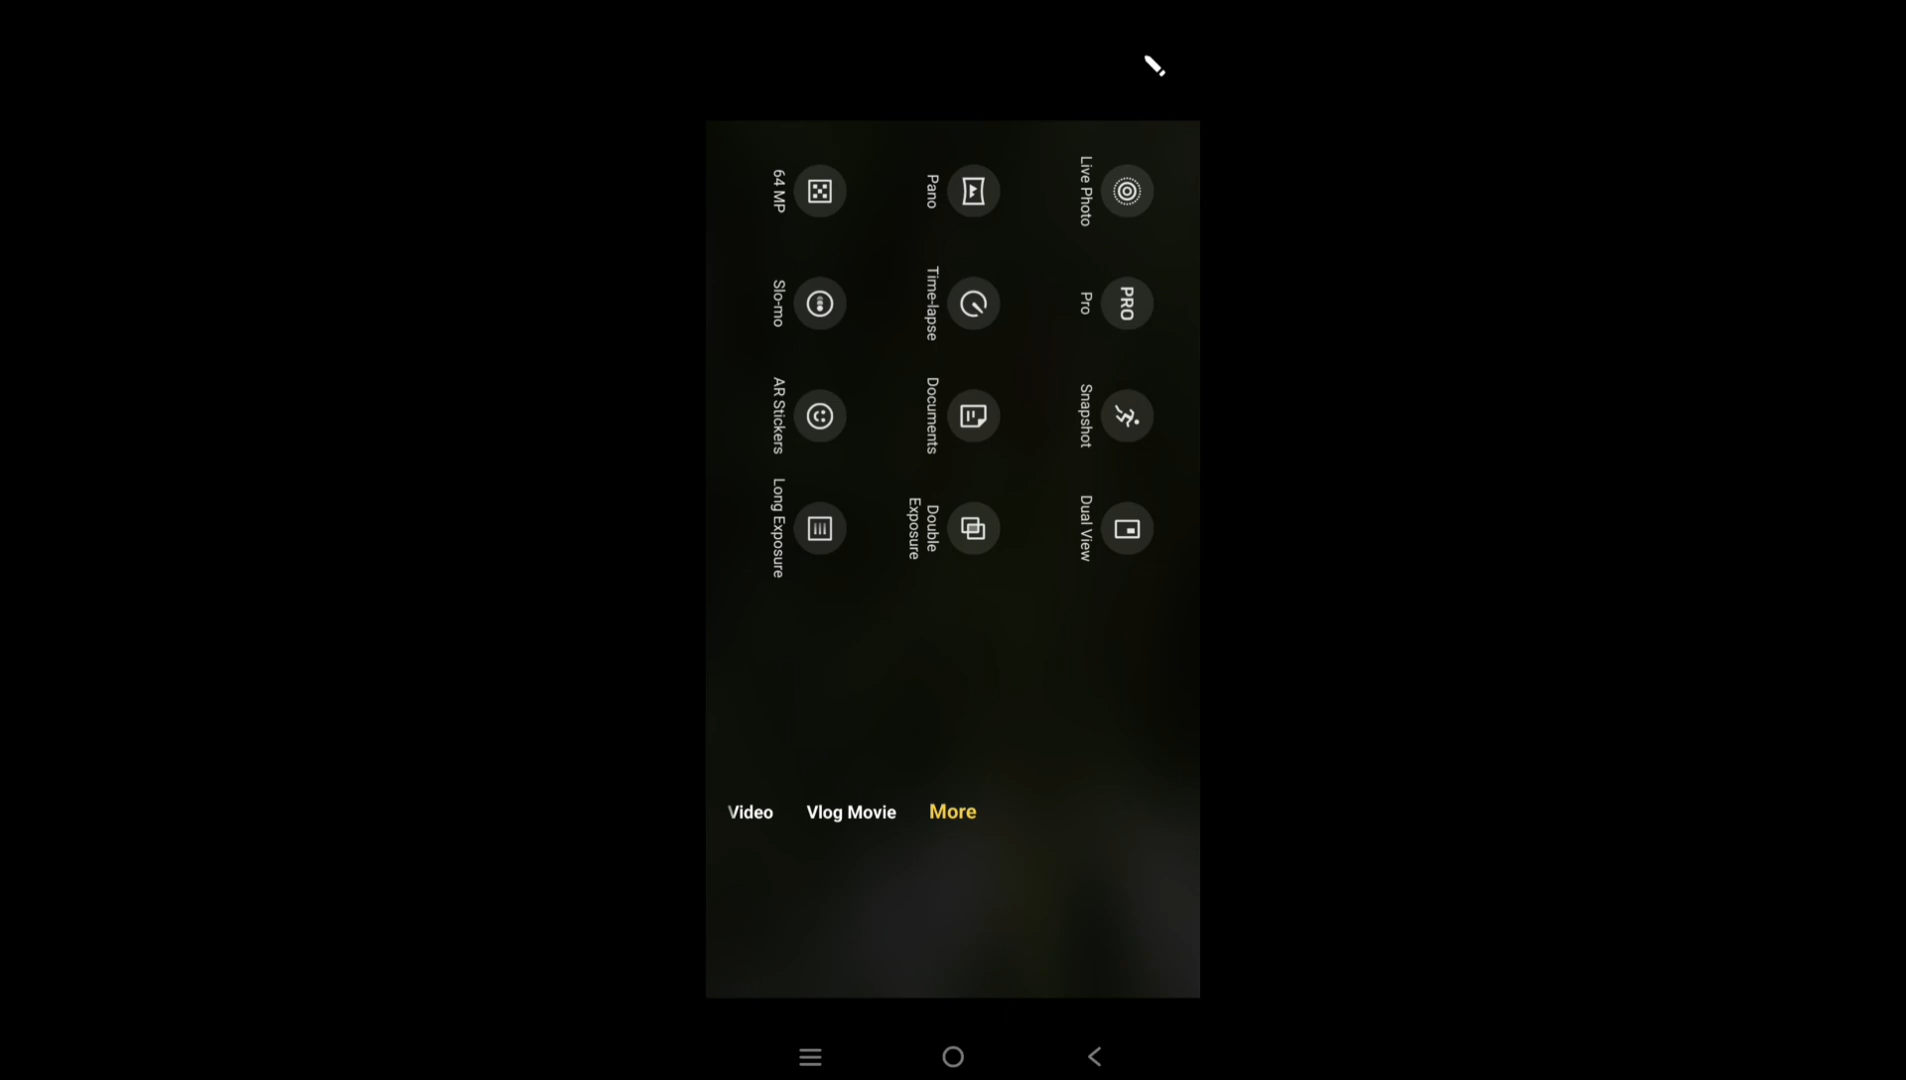 Live Photo
PRO
Pro
Snapshot
Dual View
Pano
Time-lapse
Documents
Double
Exposure
64 MP
Slo-mo
AR Stickers
Long Exposure
Video
Vlog Movie
More